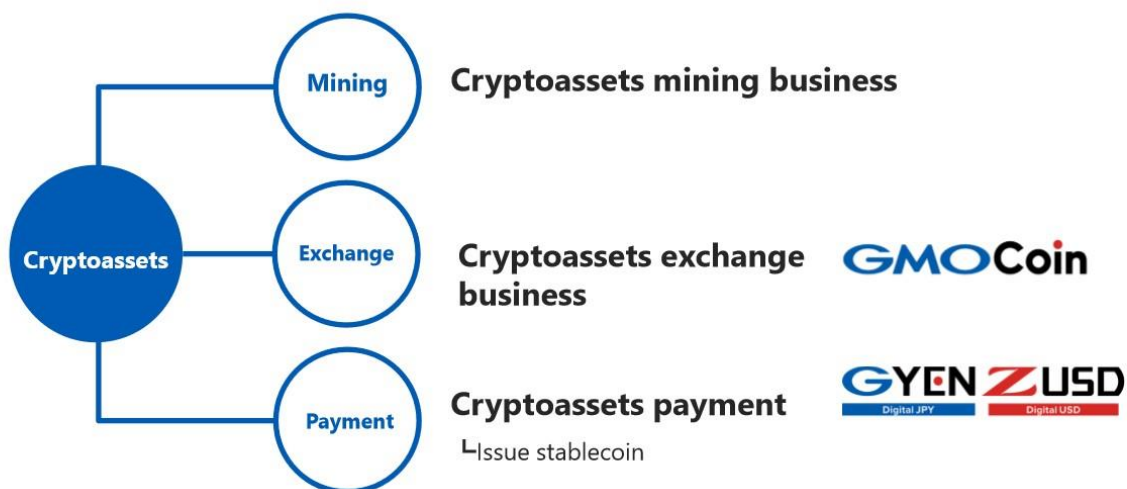 Mining
Cryptoassets mining business
Cryptoassets
Exchange
Cryptoassets exchange
business
GMOCoin
Payment
Cryptoassets payment
┗Issue stablecoin
GYEN ZUSD
Digital JPY Digital USD